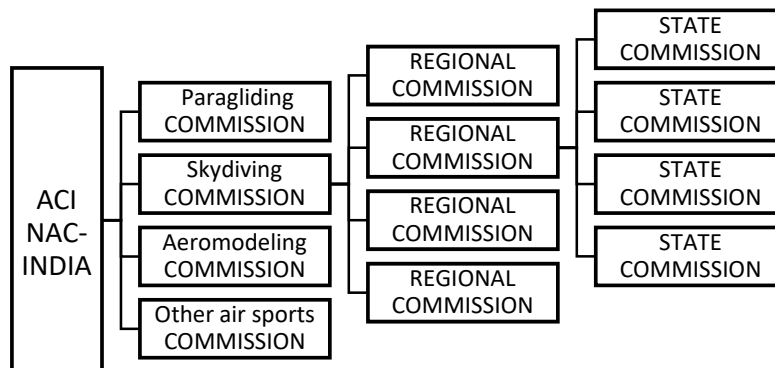 ACI
NAC-
INDIA
Paragliding
COMMISSION
Skydiving
COMMISSION
Aeromodeling
COMMISSION
Other air sports
COMMISSION
REGIONAL
COMMISSION
REGIONAL
COMMISSION
REGIONAL
COMMISSION
REGIONAL
COMMISSION
STATE
COMMISSION
STATE
COMMISSION
STATE
COMMISSION
STATE
COMMISSION